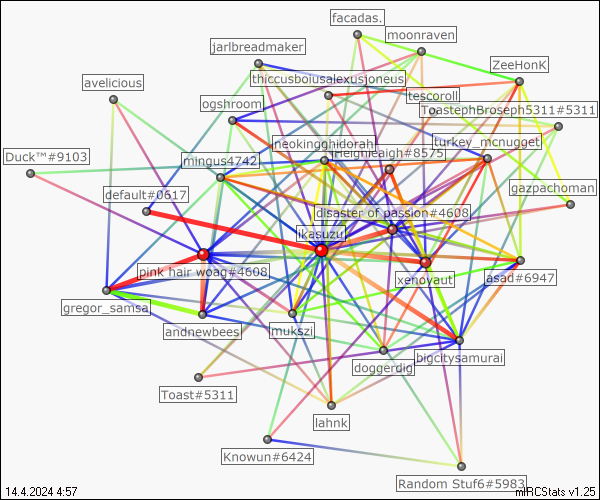 facadas.
moonraven
jarlbreadmaker
ZeeHonK
thiccusboiusalexusjoneus
avelicious
tescoroll
ogshroom
ToastephBroseph5311#5311
neokingghidorah
turkey_mcnugget
Duck™#9103
mingus4742
Heighleaigh#8575
default#0617
gazpachoman
disaster of passion#4608
ikasuzu
pink hair woag#4608
xenovaut
asad#6947
gregor_samsa
andnewbees
mukszi
bigcitysamurai
doggerdig
Toast#5311
lahnk
Knowun#6424
Random Stuf6#5983
14.4.2024 4:57
mIRCStats v1.25